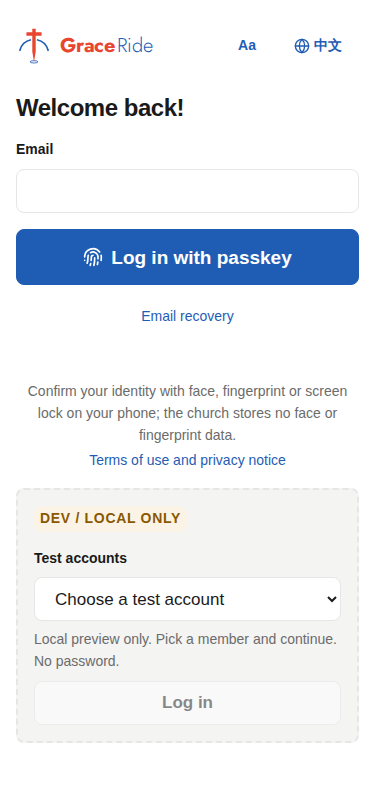 GraceRide
Aa
中文
Welcome back!
Email
Log in with passkey
Email recovery
Confirm your identity with face, fingerprint or screen
lock on your phone; the church stores no face or
fingerprint data.
Terms of use and privacy notice
DEV / LOCAL ONLY
Test accounts
Choose a test account
Local preview only. Pick a member and continue.
No password.
Log in